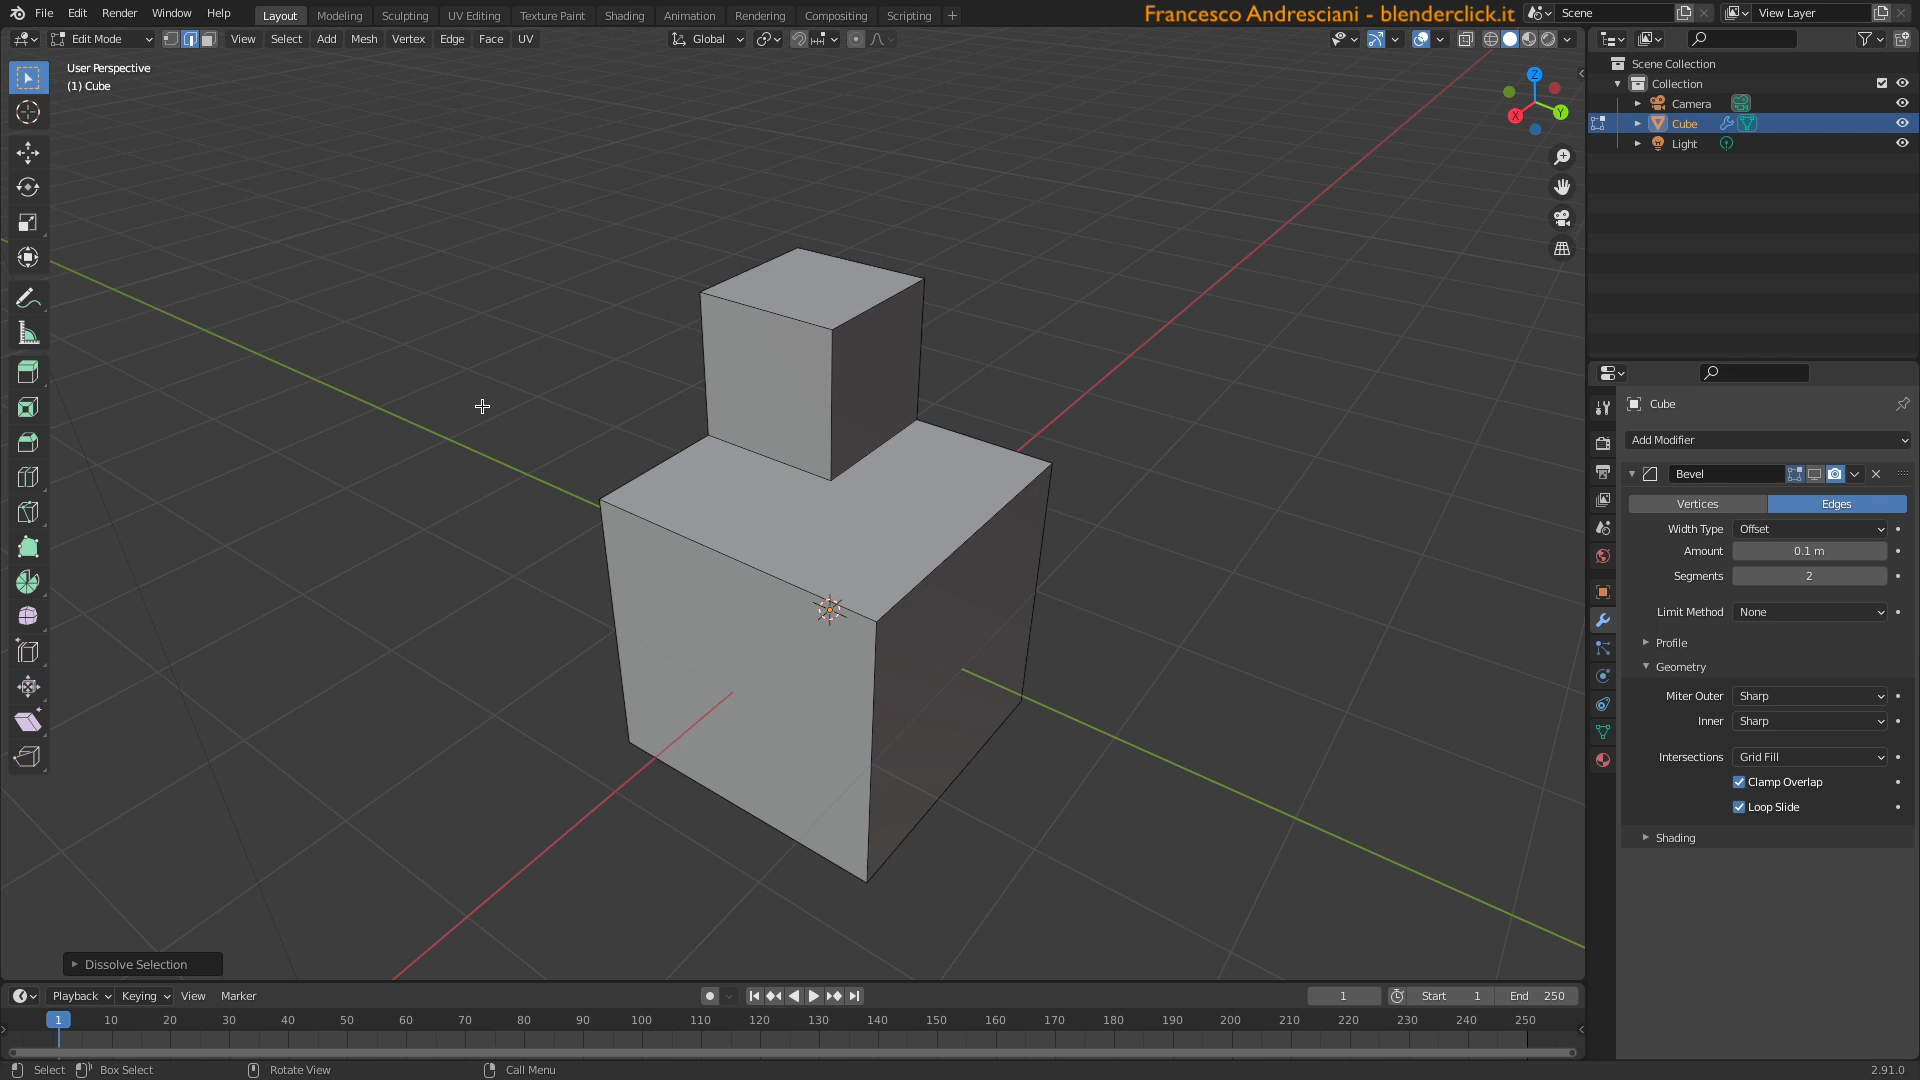 File Edit Render Window Help Layout Modeling Sculpting UV Editing Texture Paint Shading Animation Rendering Compositing Scripting + Francesco Andresciani - blenderclick.it Scene View Layer
Edit Mode View Select Add Mesh Vertex Edge Face UV Global
User Perspective
(1) Cube
Z
Y
X
Scene Collection
Collection
Camera
Cube
Light
Cube
Add Modifier
Bevel
Vertices Edges
Width Type Offset
Amount 0.1 m
Segments 2
Limit Method None
Profile
Geometry
Miter Outer Sharp
Inner Sharp
Intersections Grid Fill
Clamp Overlap
Loop Slide
Shading
Dissolve Selection
Playback Keying View Marker 1 Start 1 End 250
1 10 20 30 40 50 60 70 80 90 100 110 120 130 140 150 160 170 180 190 200 210 220 230 240 250
Select Box Select Rotate View Call Menu 2.91.0